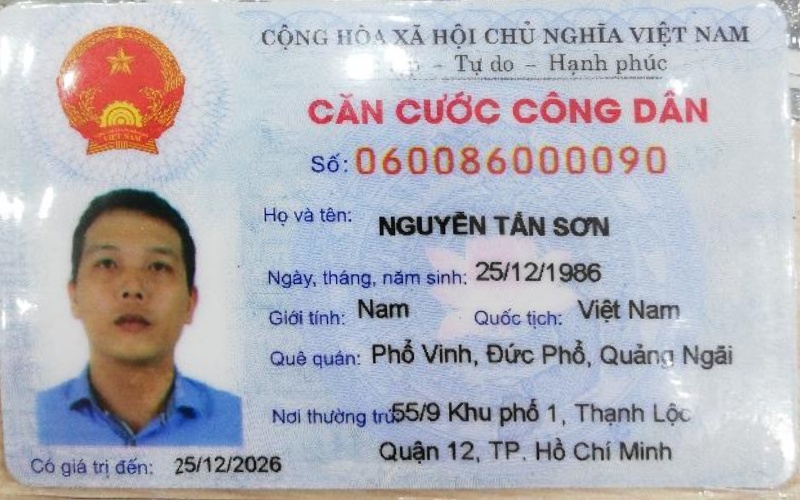 CỘNG HÒA XÃ HỘI CHỦ NGHĨA VIỆT NAM
– Tự do – Hạnh phúc
CĂN CƯỚC CÔNG DÂN
Số: 060086000090
Họ và tên: NGUYỄN TẤN SƠN
Ngày, tháng, năm sinh: 25/12/1986
Giới tính: Nam Quốc tịch: Việt Nam
Quê quán: Phổ Vinh, Đức Phổ, Quảng Ngãi
Nơi thường trú: 55/9 Khu phố 1, Thạnh Lộc
Quận 12, TP. Hồ Chí Minh
Có giá trị đến: 25/12/2026